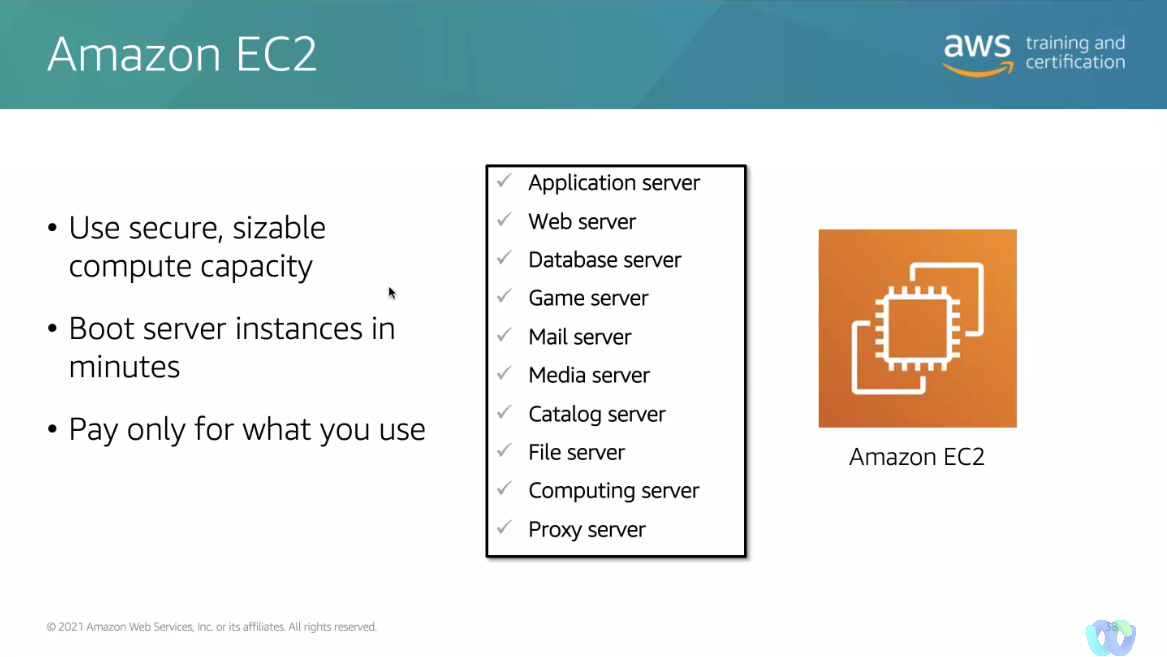 Amazon EC2
aws training and
certification
• Use secure, sizable
compute capacity
• Boot server instances in
minutes
• Pay only for what you use
✓ Application server
✓ Web server
✓ Database server
✓ Game server
✓ Mail server
✓ Media server
✓ Catalog server
✓ File server
✓ Computing server
✓ Proxy server
Amazon EC2
© 2021 Amazon Web Services, Inc. or its affiliates. All rights reserved.
38